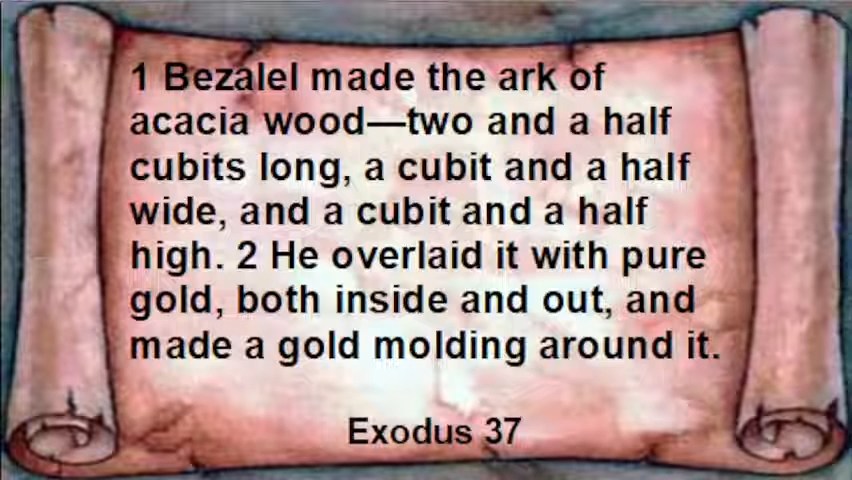 1 Bezalel made the ark of
acacia wood—two and a half
cubits long, a cubit and a half
wide, and a cubit and a half
high. 2 He overlaid it with pure
gold, both inside and out, and
made a gold molding around it.
Exodus 37